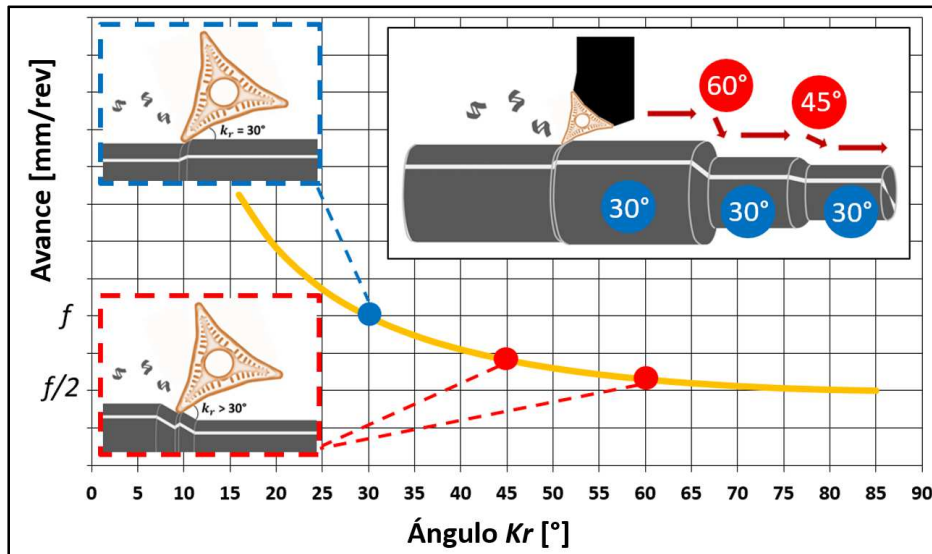 Avance [mm/rev]
f
f/2
kr = 30°
kr > 30°
60°
45°
30°
30°
30°
0 5 10 15 20 25 30 35 40 45 50 55 60 65 70 75 80 85 90
Ángulo Kr [°]